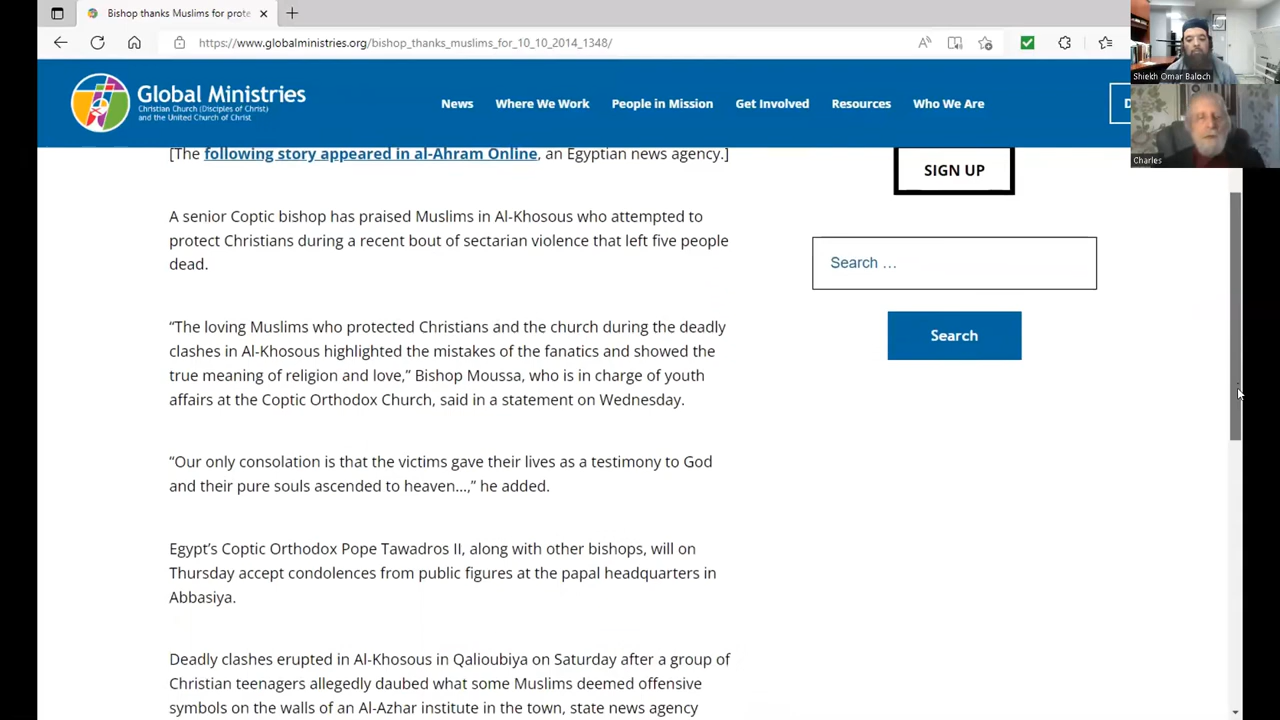 Bishop thanks Muslims for prote
https://www.globalministries.org/bishop_thanks_muslims_for_10_10_2014_1348/
Shiekh Omar Baloch
Global Ministries
Christian Church (Disciples of Christ)
and the United Church of Christ
News Where We Work People in Mission Get Involved Resources Who We Are
Charles
[The following story appeared in al-Ahram Online, an Egyptian news agency.]
SIGN UP
A senior Coptic bishop has praised Muslims in Al-Khosous who attempted to
protect Christians during a recent bout of sectarian violence that left five people
dead.
Search …
Search
“The loving Muslims who protected Christians and the church during the deadly
clashes in Al-Khosous highlighted the mistakes of the fanatics and showed the
true meaning of religion and love,” Bishop Moussa, who is in charge of youth
affairs at the Coptic Orthodox Church, said in a statement on Wednesday.
“Our only consolation is that the victims gave their lives as a testimony to God
and their pure souls ascended to heaven…,” he added.
Egypt’s Coptic Orthodox Pope Tawadros II, along with other bishops, will on
Thursday accept condolences from public figures at the papal headquarters in
Abbasiya.
Deadly clashes erupted in Al-Khosous in Qalioubiya on Saturday after a group of
Christian teenagers allegedly daubed what some Muslims deemed offensive
symbols on the walls of an Al-Azhar institute in the town, state news agency